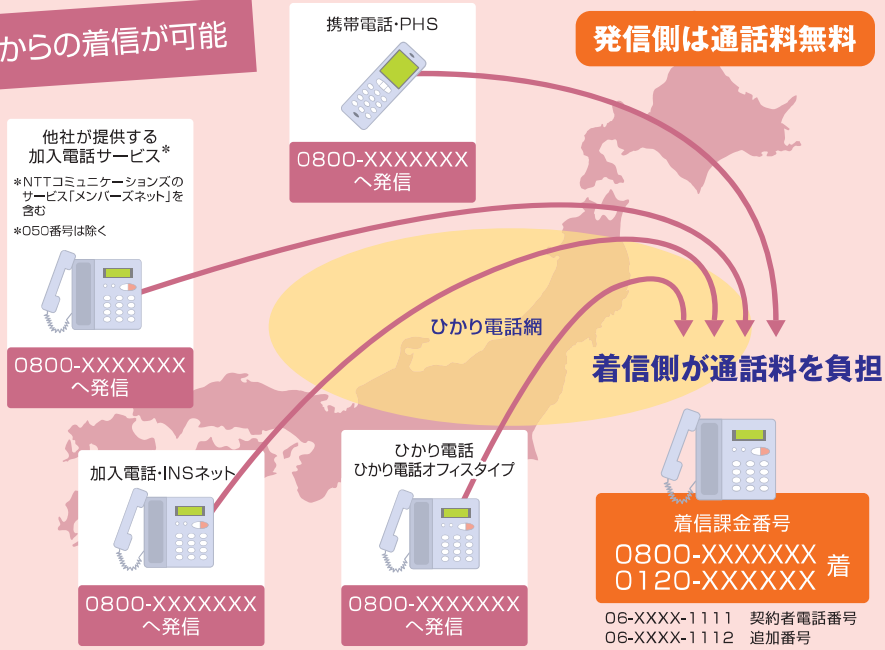 からの着信が可能
発信側は通話料無料
携帯電話・PHS
0800-XXXXXXX
へ発信
他社が提供する
加入電話サービス*
*NTTコミュニケーションズの
サービス「メンバーズネット」を
含む
*050番号は除く
0800-XXXXXXX
へ発信
ひかり電話網
着信側が通話料を負担
加入電話・INSネット
0800-XXXXXXX
へ発信
ひかり電話
ひかり電話オフィスタイプ
0800-XXXXXXX
へ発信
着信課金番号
0800-XXXXXXX
0120-XXXXXX
着
06-XXXX-1111 契約者電話番号
06-XXXX-1112 追加番号